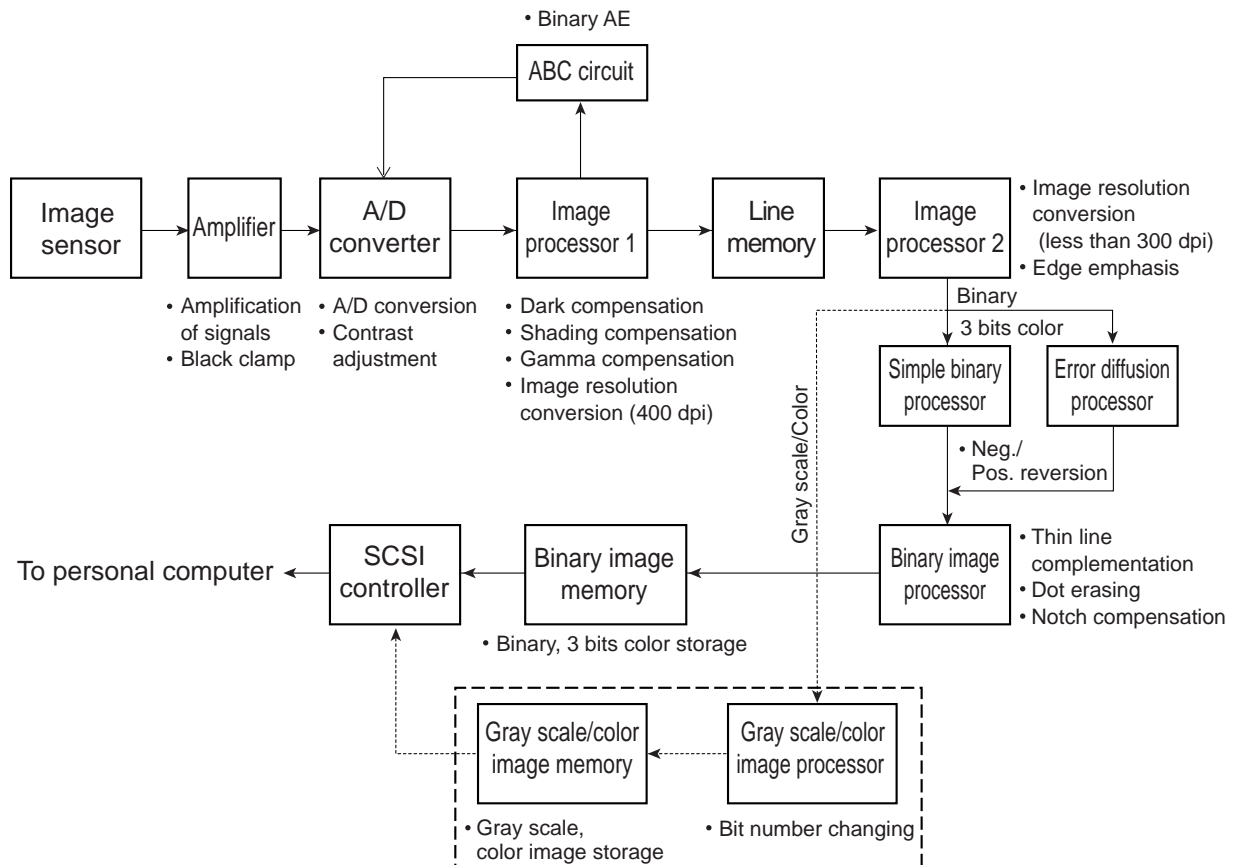 • Binary AE
ABC circuit
Image
sensor
Amplifier
A/D
converter
Image
processor 1
Line
memory
Image
processor 2
• Image resolution
conversion
(less than 300 dpi)
• Edge emphasis
• Amplification
of signals
• Black clamp
• A/D conversion
• Contrast
adjustment
• Dark compensation
• Shading compensation
• Gamma compensation
• Image resolution
conversion (400 dpi)
Binary
3 bits color
Simple binary
processor
Error diffusion
processor
Gray scale/Color
• Neg./
Pos. reversion
To personal computer
SCSI
controller
Binary image
memory
Binary image
processor
• Thin line
complementation
• Dot erasing
• Notch compensation
• Binary, 3 bits color storage
Gray scale/color
image memory
Gray scale/color
image processor
• Gray scale,
color image storage
• Bit number changing